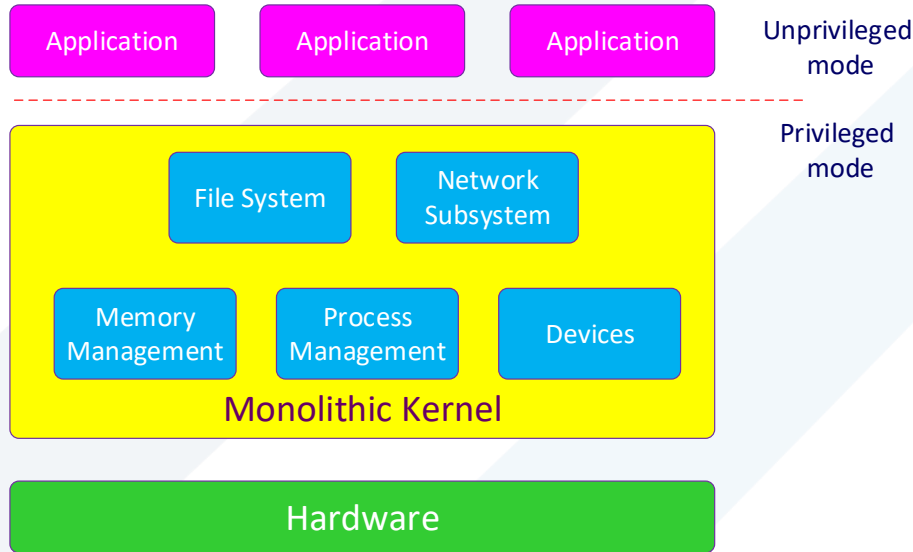 Application
Application
Application
Unprivileged
mode
Privileged
mode
File System
Network
Subsystem
Memory
Management
Process
Management
Devices
Monolithic Kernel
Hardware